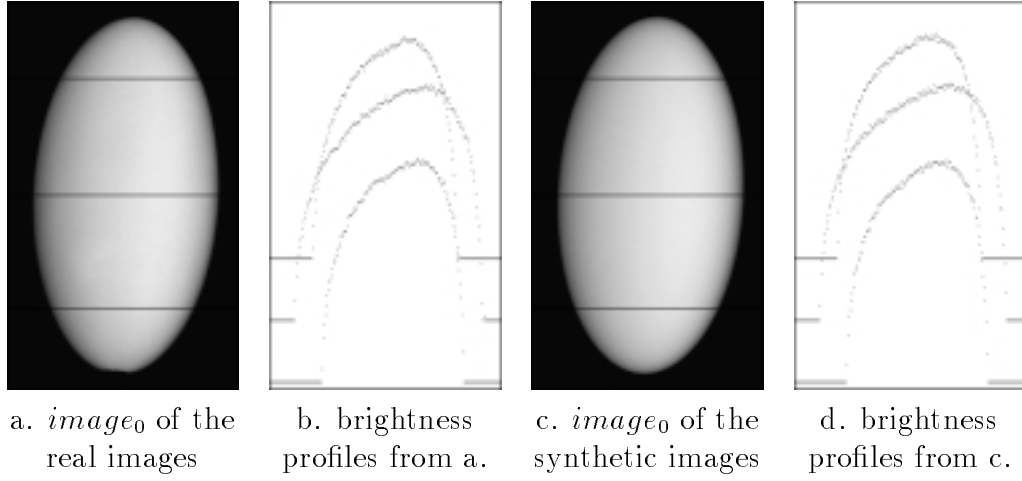 a. image₀ of the
real images
b. brightness
profiles from a.
c. image₀ of the
synthetic images
d. brightness
profiles from c.